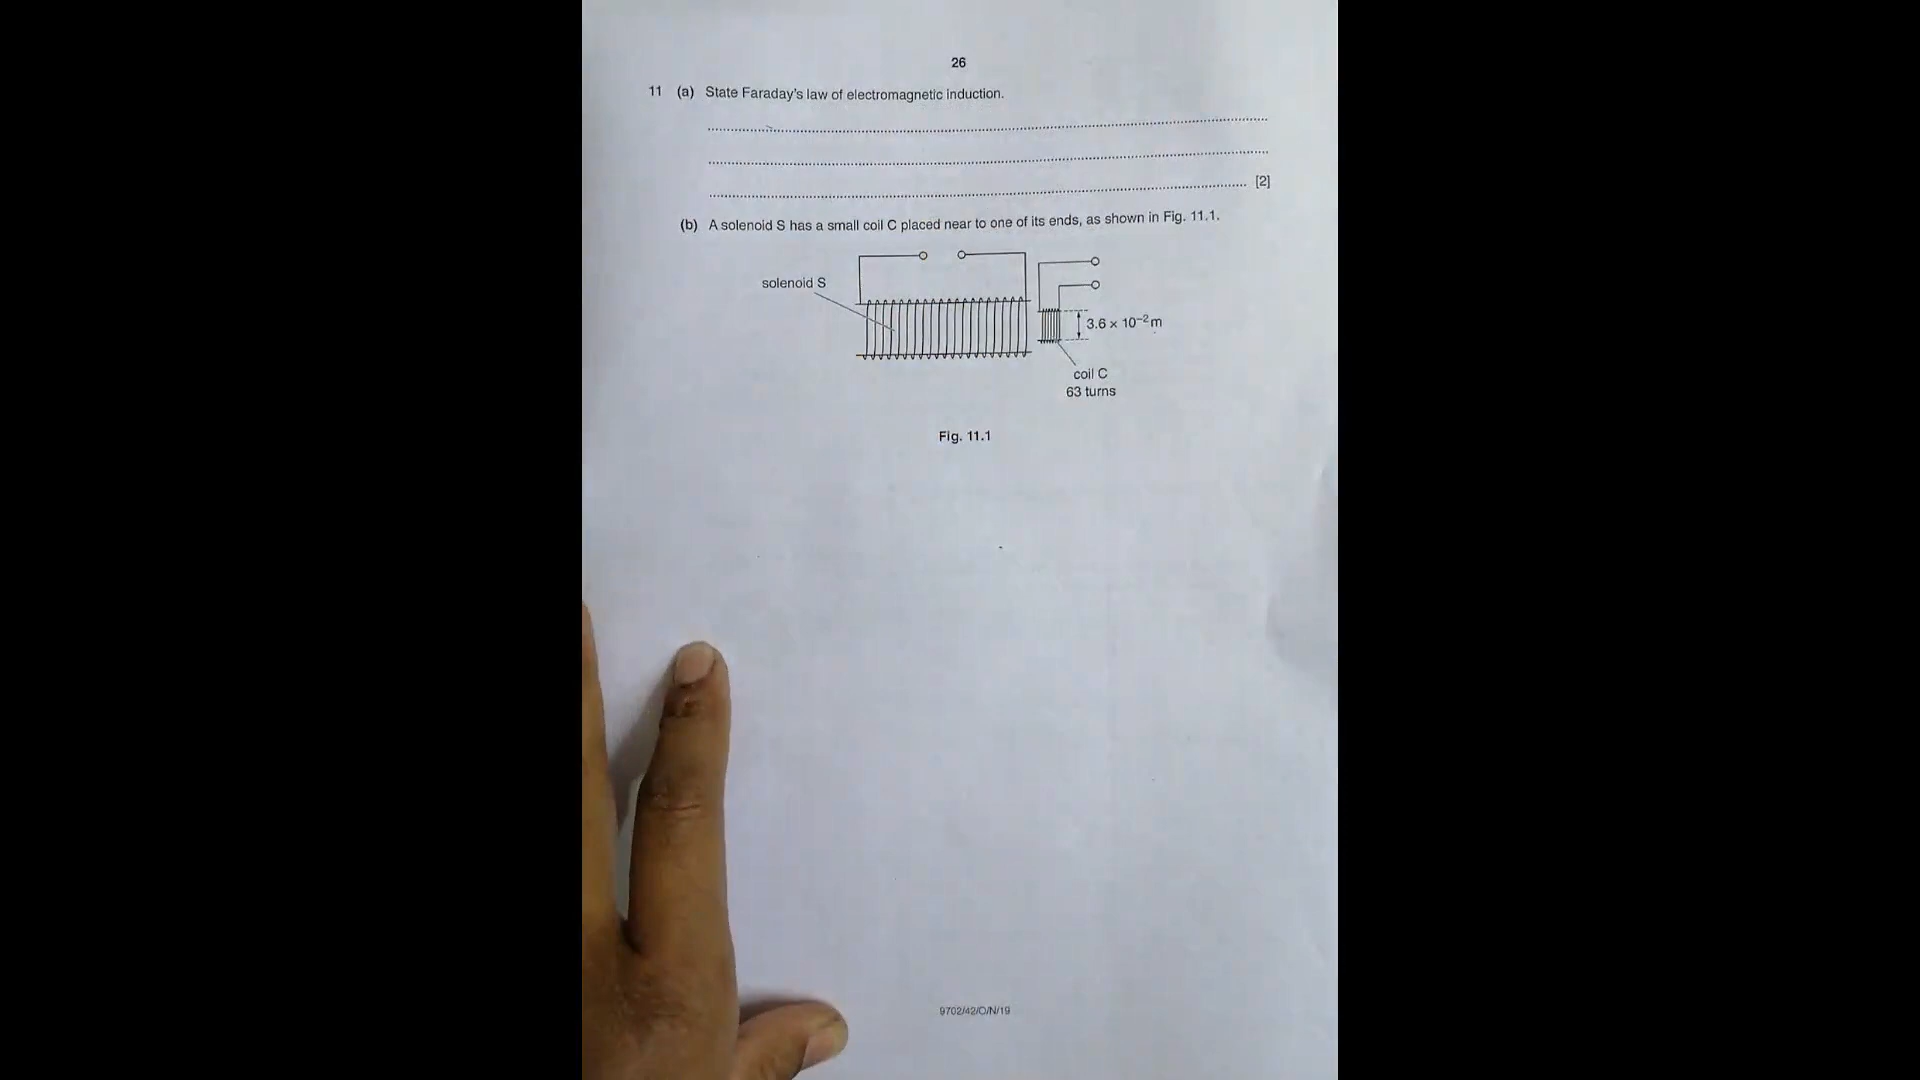 26
11 (a) State Faraday's law of electromagnetic induction.
[2]
(b) A solenoid S has a small coil C placed near to one of its ends, as shown in Fig. 11.1.
solenoid S
3.6 × 10⁻² m
coil C
63 turns
Fig. 11.1
9702/42/O/N/19